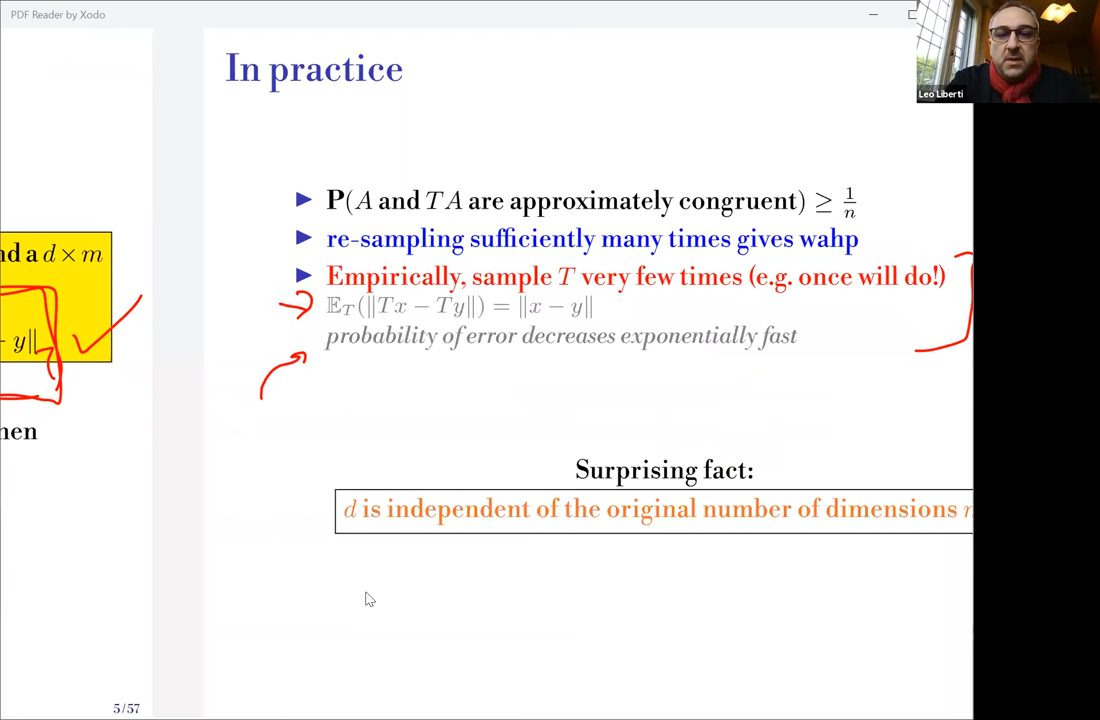 PDF Reader by Xodo
Leo Liberti
In practice
P(A and TA are approximately congruent) ≥ 1/n
re-sampling sufficiently many times gives wahp
Empirically, sample T very few times (e.g. once will do!)
𝔼_T(‖Tx − Ty‖) = ‖x − y‖
probability of error decreases exponentially fast
Surprising fact:
d is independent of the original number of dimensions
nd a d × m
− y‖
hen
5/57